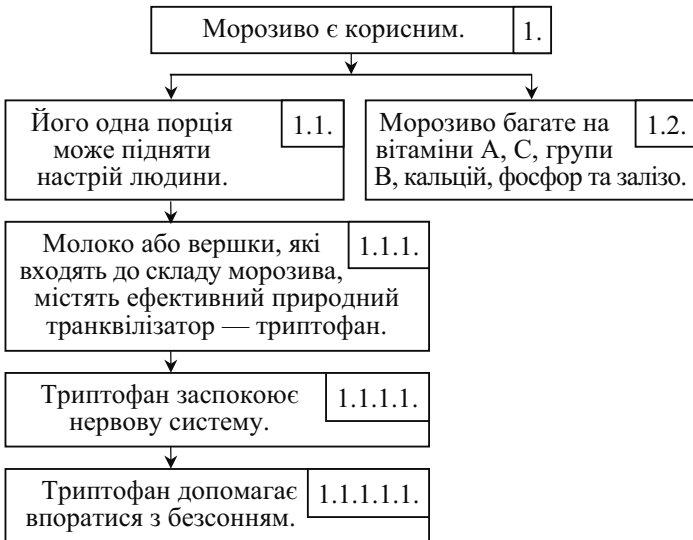 Морозиво є корисним.
1.
Його одна порція
може підняти
настрій людини.
1.1.
Морозиво багате на
вітаміни А, С, групи
В, кальцій, фосфор та залізо.
1.2.
Молоко або вершки, які
входять до складу морозива,
містять ефективний природний
транквілізатор — триптофан.
1.1.1.
Триптофан заспокоює
нервову систему.
1.1.1.1.
Триптофан допомагає
впоратися з безсонням.
1.1.1.1.1.